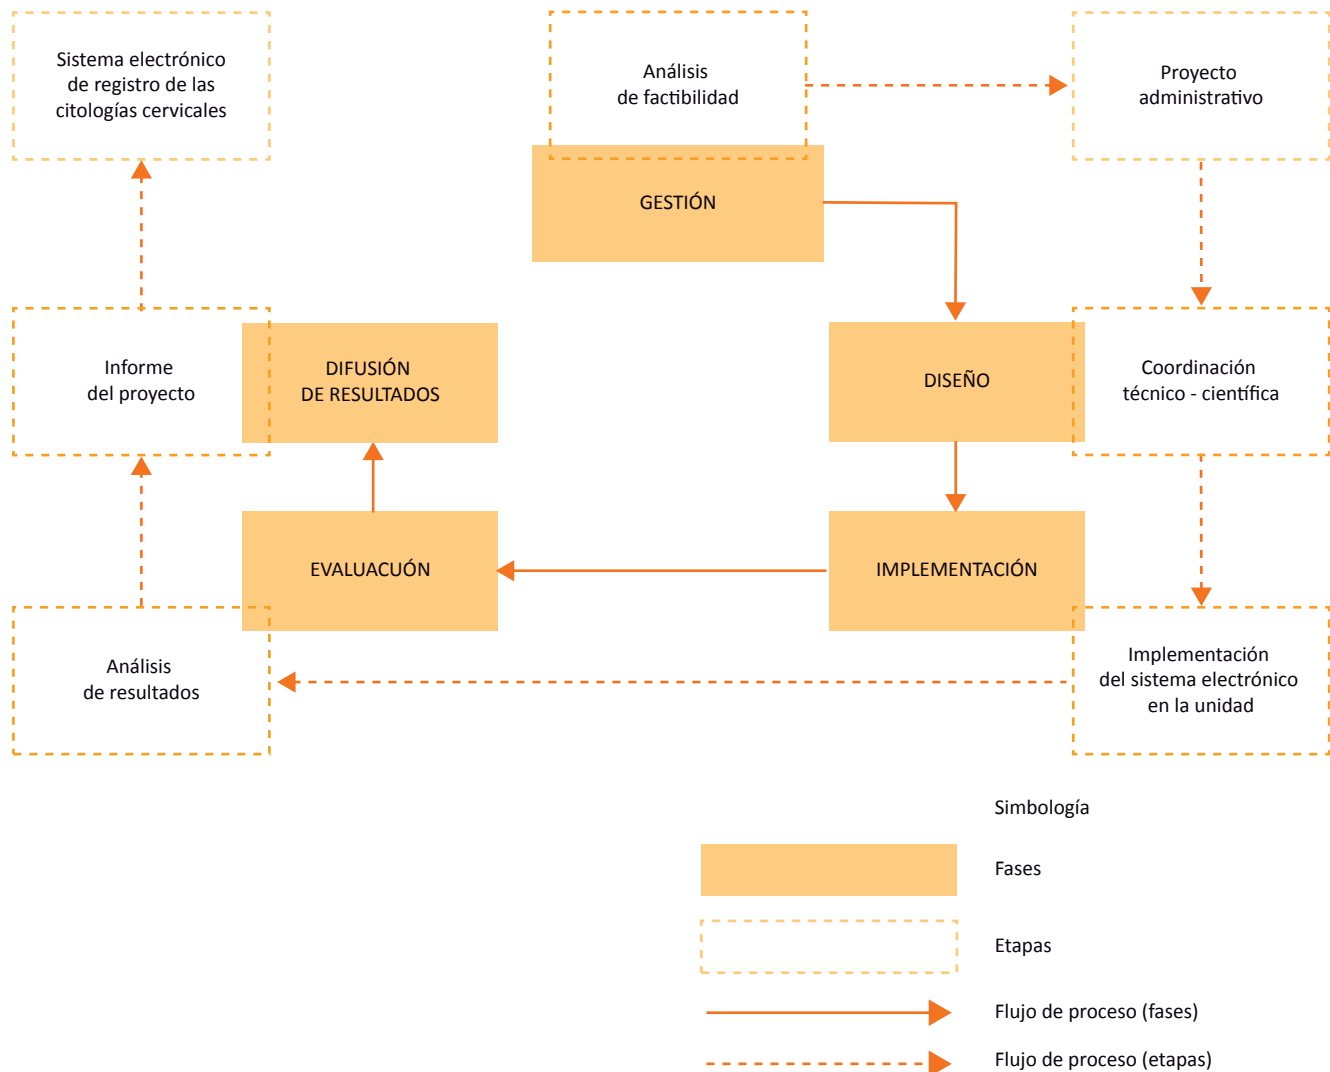 Sistema electrónico
de registro de las
citologías cervicales
Análisis
de factibilidad
Proyecto
administrativo
GESTIÓN
Informe
del proyecto
DIFUSIÓN
DE RESULTADOS
DISEÑO
Coordinación
técnico - científica
EVALUACUÓN
IMPLEMENTACIÓN
Análisis
de resultados
Implementación
del sistema electrónico
en la unidad
Simbología
Fases
Etapas
Flujo de proceso (fases)
Flujo de proceso (etapas)